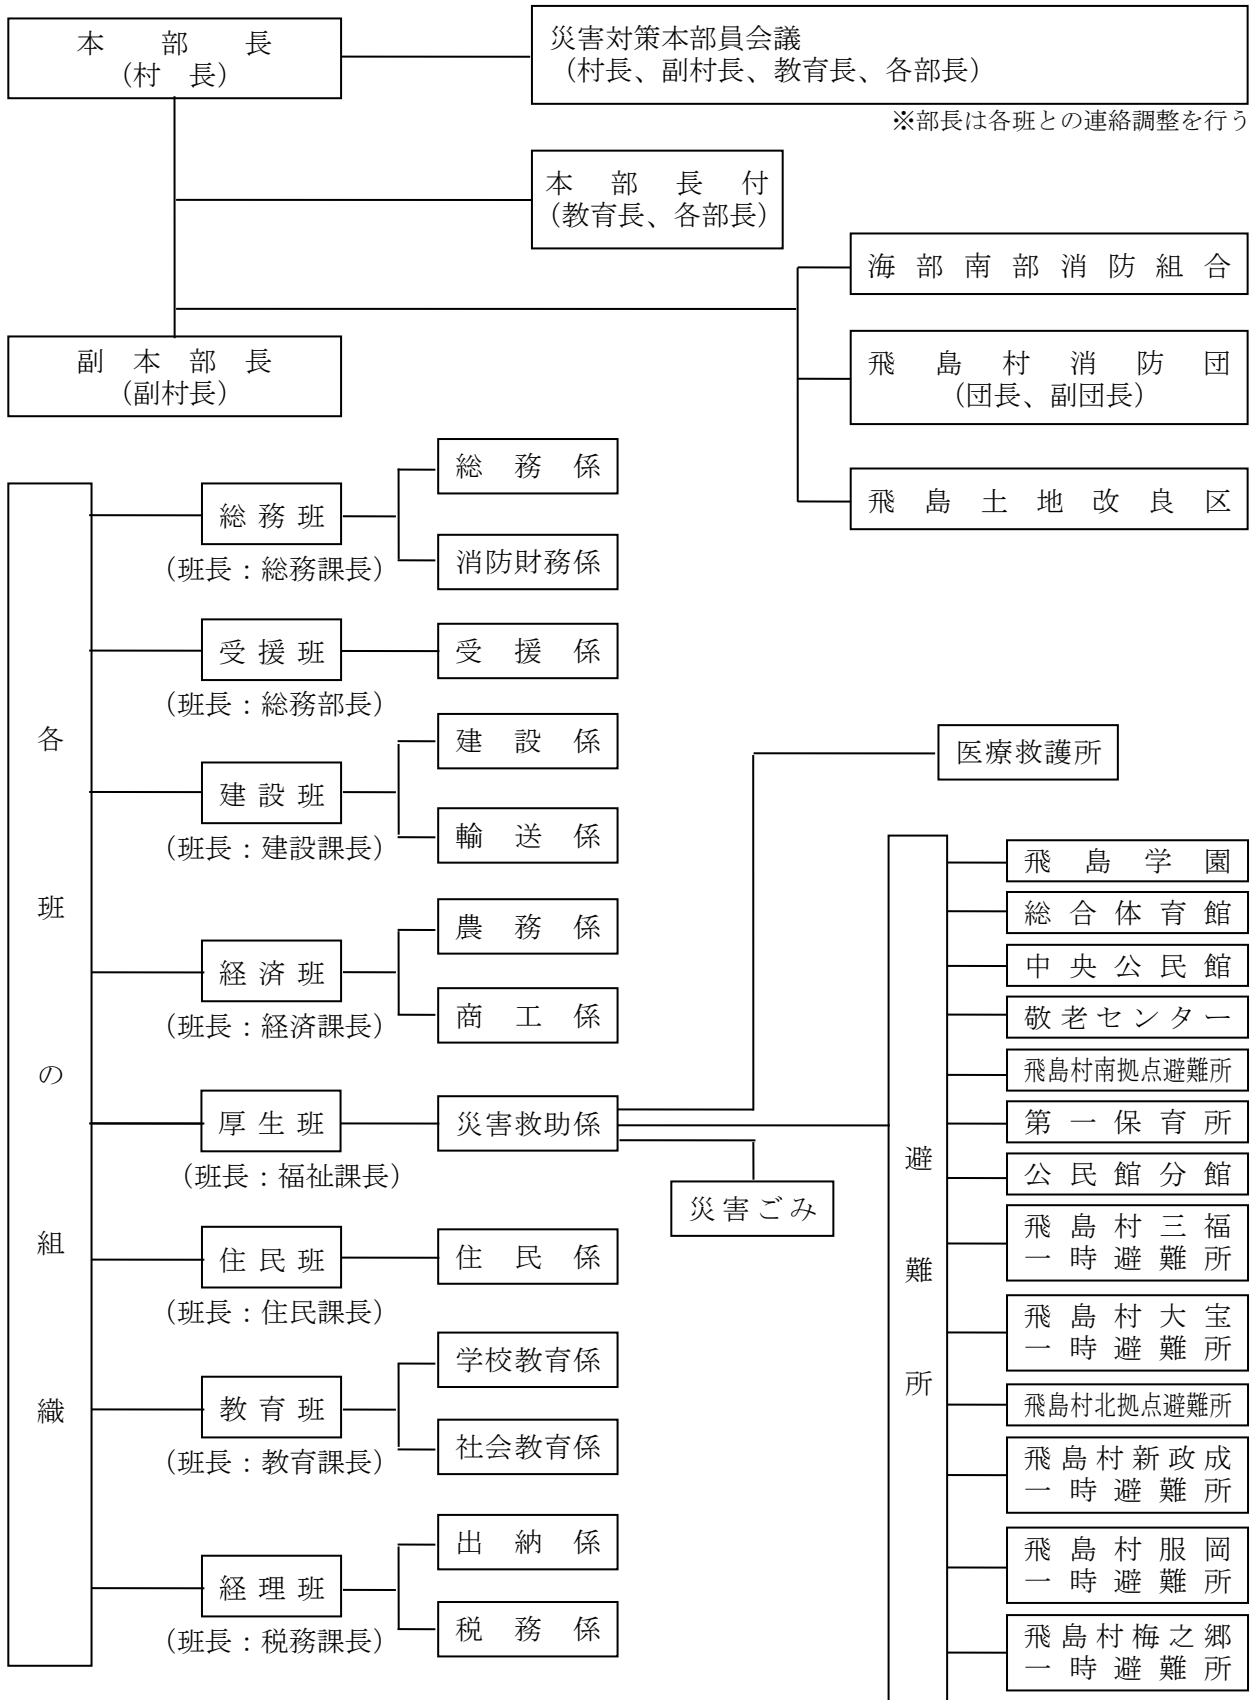 本部長
（村　長）
災害対策本部員会議
（村長、副村長、教育長、各部長）
※部長は各班との連絡調整を行う
本部長付
（教育長、各部長）
海部南部消防組合
副本部長
（副村長）
飛島村消防団
（団長、副団長）
飛島土地改良区
各班の組織
総務班
（班長：総務課長）
総務係
消防財務係
受援班
（班長：総務部長）
受援係
建設班
（班長：建設課長）
建設係
輸送係
経済班
（班長：経済課長）
農務係
商工係
厚生班
（班長：福祉課長）
災害救助係
医療救護所
災害ごみ
住民班
（班長：住民課長）
住民係
教育班
（班長：教育課長）
学校教育係
社会教育係
経理班
（班長：税務課長）
出納係
税務係
避難所
飛島学園
総合体育館
中央公民館
敬老センター
飛島村南拠点避難所
第一保育所
公民館分館
飛島村三福
一時避難所
飛島村大宝
一時避難所
飛島村北拠点避難所
飛島村新政成
一時避難所
飛島村服岡
一時避難所
飛島村梅之郷
一時避難所